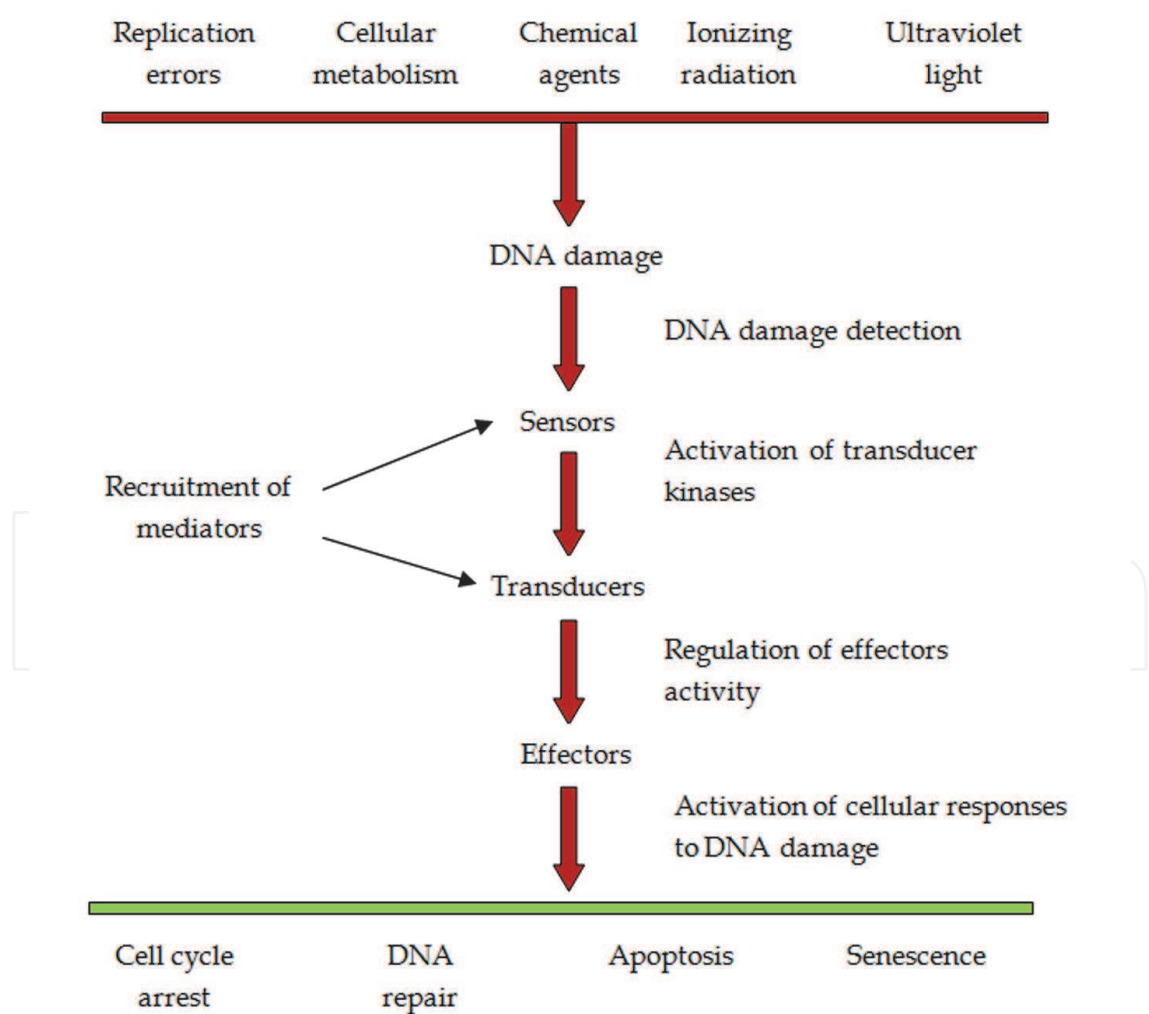 Replication
errors
Cellular
metabolism
Chemical
agents
Ionizing
radiation
Ultraviolet
light
DNA damage
DNA damage detection
Sensors
Activation of transducer
kinases
Recruitment of
mediators
Transducers
Regulation of effectors
activity
Effectors
Activation of cellular responses
to DNA damage
Cell cycle
arrest
DNA
repair
Apoptosis
Senescence